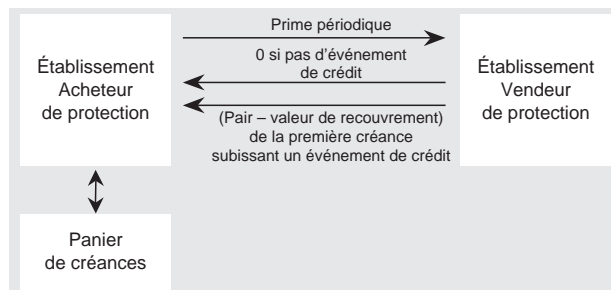 Prime périodique
0 si pas d'événement
de crédit
Établissement
Acheteur
de protection
Établissement
Vendeur
de protection
(Pair – valeur de recouvrement)
de la première créance
subissant un événement de crédit
Panier
de créances